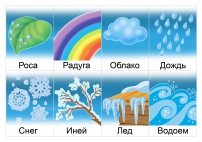 Роса Радуга Облако Дождь
Снег Иней Лед Водоем